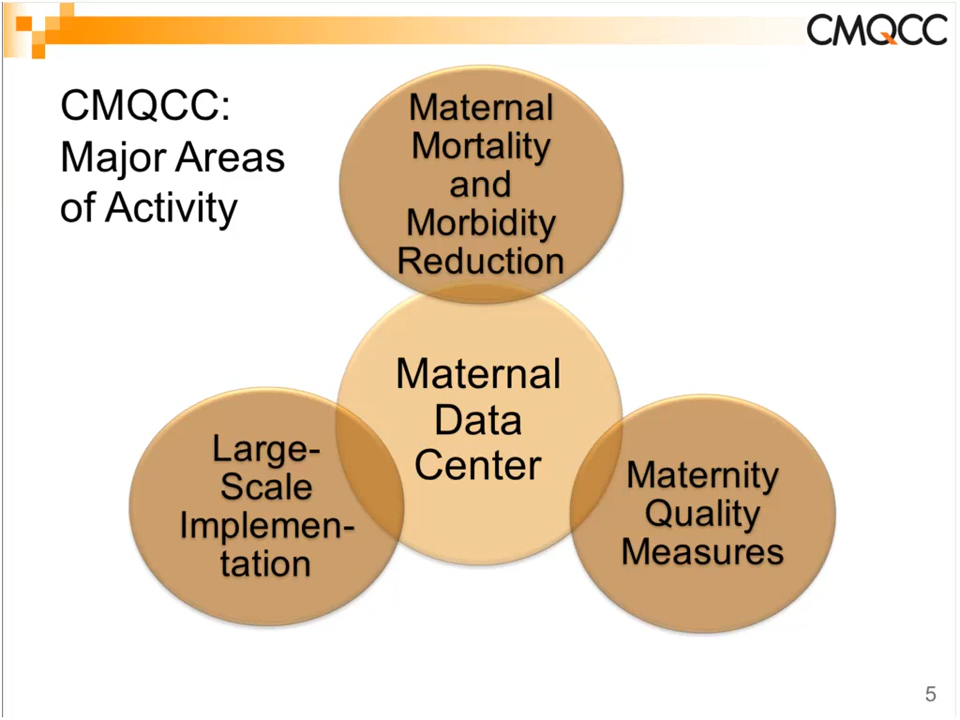 CMQCC
CMQCC:
Major Areas
of Activity
Maternal
Mortality
and
Morbidity
Reduction
Maternal
Data
Center
Large-
Scale
Implemen-
tation
Maternity
Quality
Measures
5